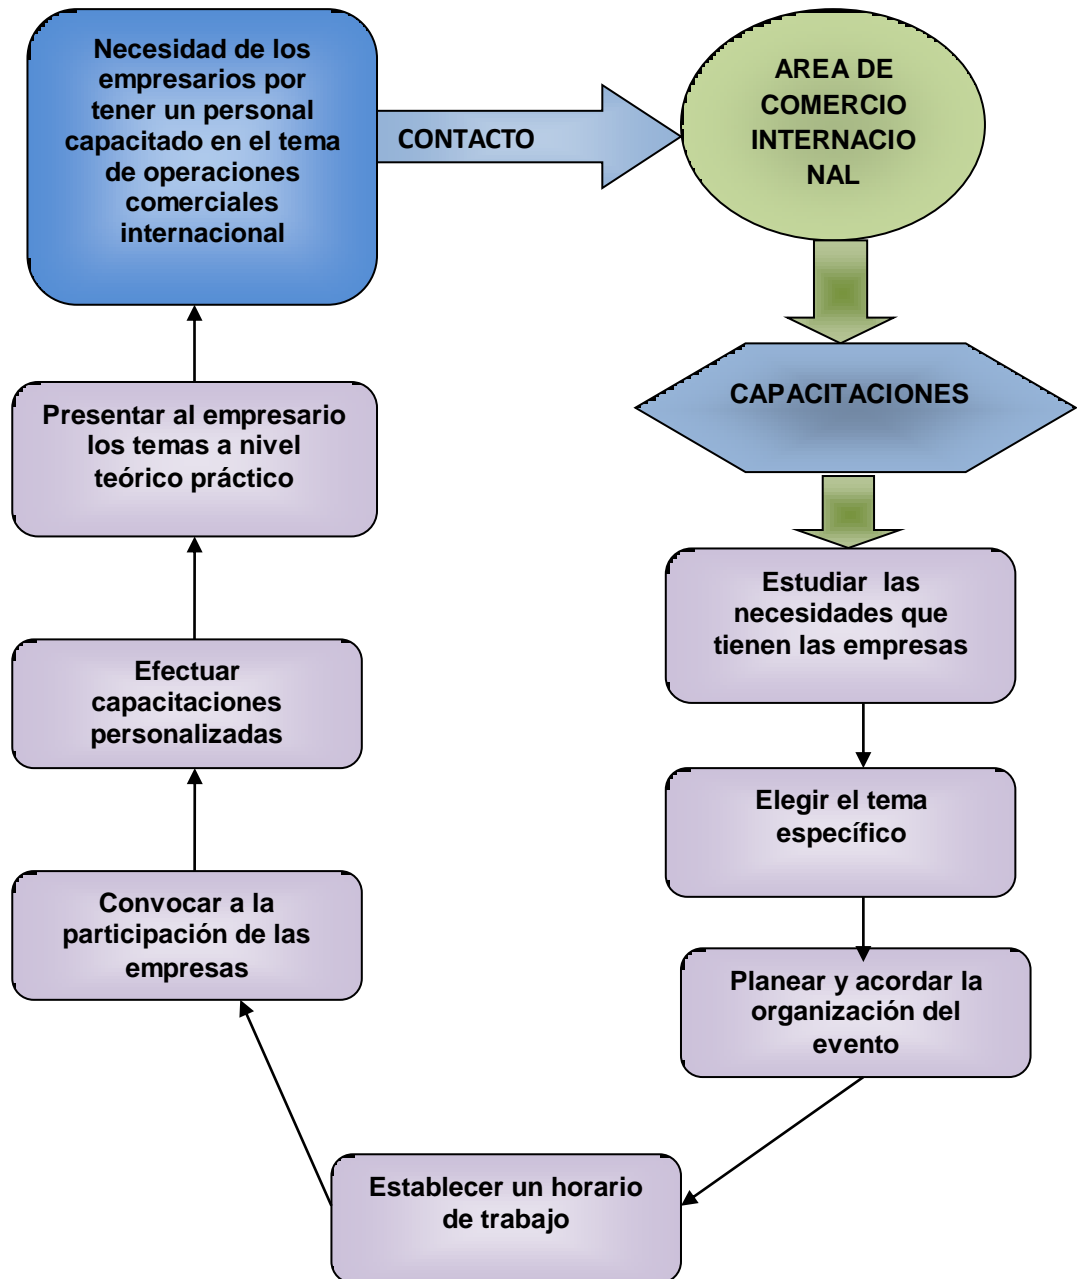 Necesidad de los
empresarios por
tener un personal
capacitado en el tema
de operaciones
comerciales
internacional
CONTACTO
AREA DE
COMERCIO
INTERNACIO
NAL
CAPACITACIONES
Estudiar las
necesidades que
tienen las empresas
Elegir el tema
específico
Planear y acordar la
organización del
evento
Establecer un horario
de trabajo
Convocar a la
participación de las
empresas
Efectuar
capacitaciones
personalizadas
Presentar al empresario
los temas a nivel
teórico práctico